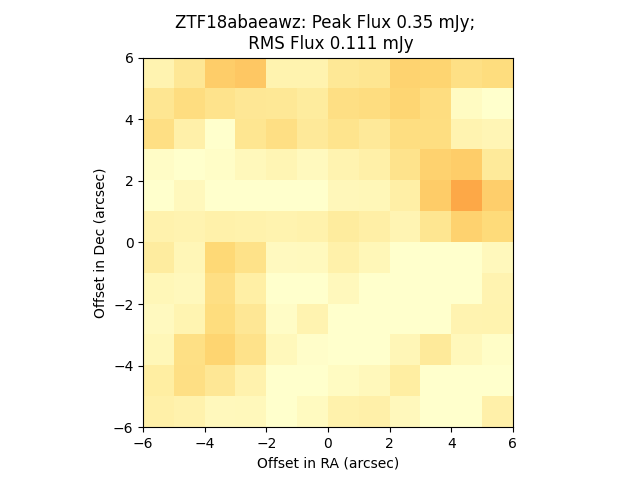 ZTF18abaeawz: Peak Flux 0.35 mJy;
RMS Flux 0.111 mJy
6
4
2
0
−2
−4
−6
Offset in Dec (arcsec)
−6 −4 −2 0 2 4 6
Offset in RA (arcsec)